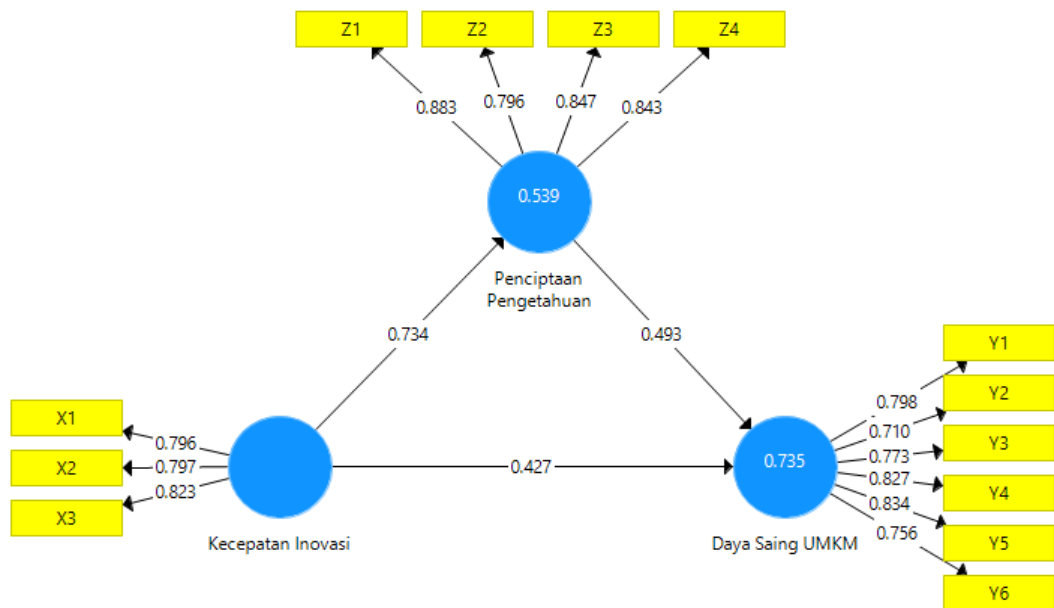 Z1
Z2
Z3
Z4
0.883
0.796
0.847
0.843
0.539
Penciptaan
Pengetahuan
0.734
0.493
X1
X2
X3
0.796
0.797
0.823
Kecepatan Inovasi
0.427
0.735
Daya Saing UMKM
0.798
0.710
0.773
0.827
0.834
0.756
Y1
Y2
Y3
Y4
Y5
Y6